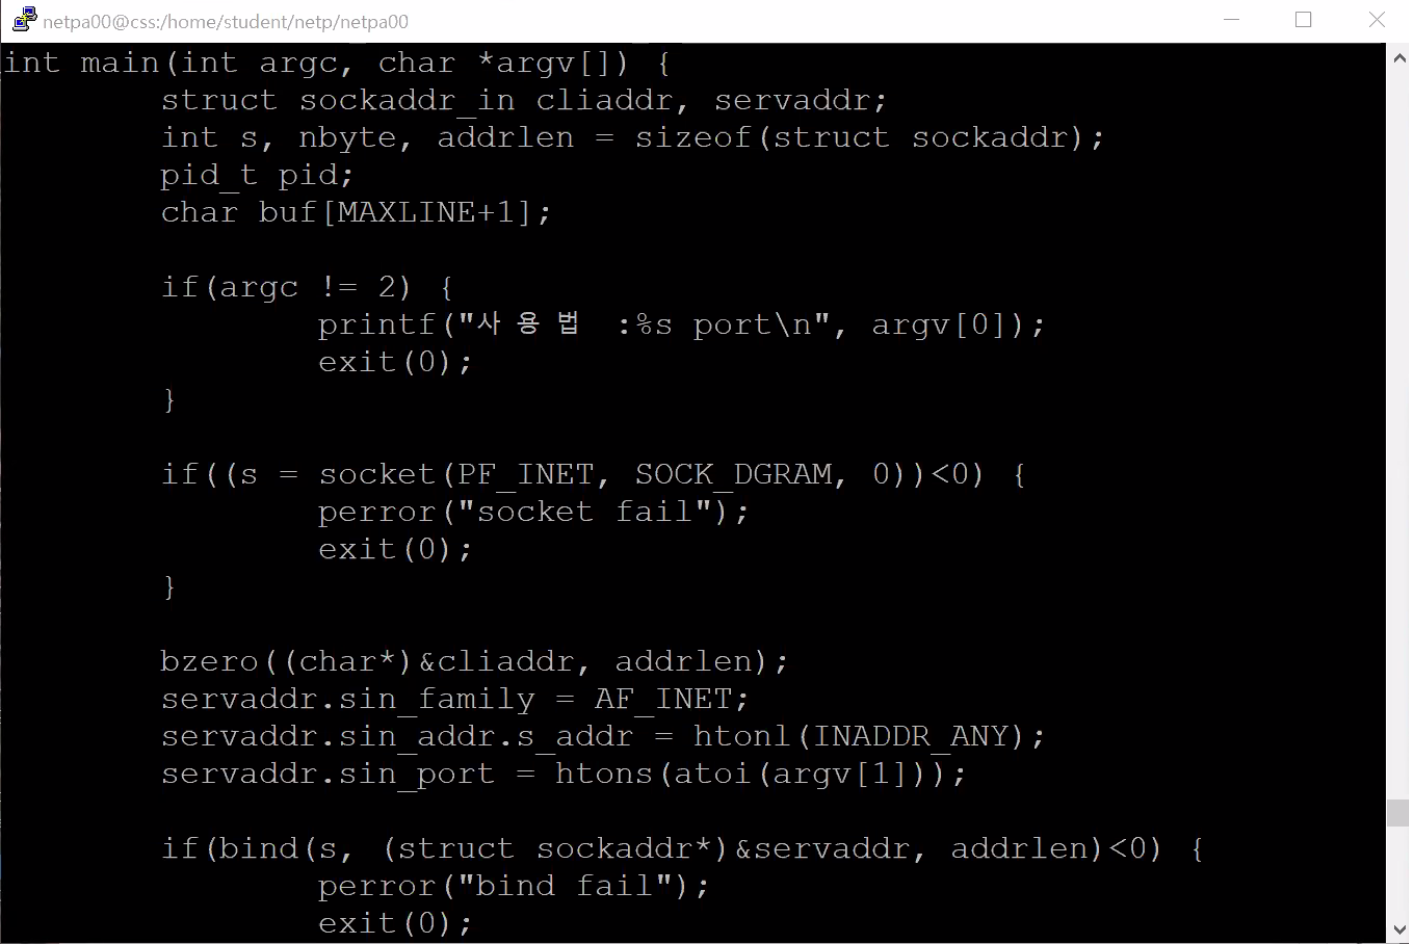 netpa00@css:/home/student/netp/netpa00
int main(int argc, char *argv[]) {
struct sockaddr_in cliaddr, servaddr;
int s, nbyte, addrlen = sizeof(struct sockaddr);
pid_t pid;
char buf[MAXLINE+1];
if(argc != 2) {
printf("사용법 :%s port\n", argv[0]);
exit(0);
}
if((s = socket(PF_INET, SOCK_DGRAM, 0))<0) {
perror("socket fail");
exit(0);
}
bzero((char*)&cliaddr, addrlen);
servaddr.sin_family = AF_INET;
servaddr.sin_addr.s_addr = htonl(INADDR_ANY);
servaddr.sin_port = htons(atoi(argv[1]));
if(bind(s, (struct sockaddr*)&servaddr, addrlen)<0) {
perror("bind fail");
exit(0);